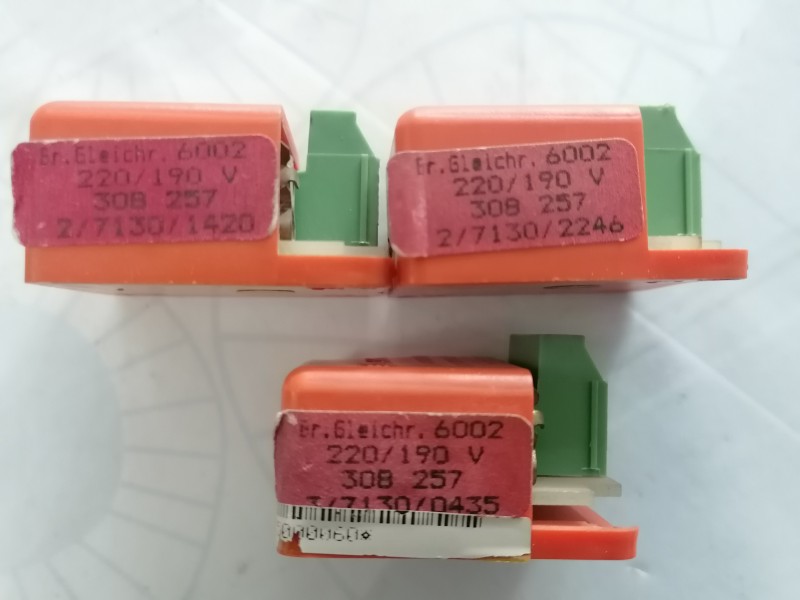 Br.Gleichr. 6002
220/190 V
308 257
2/7130/1420
Br.Gleichr. 6002
220/190 V
308 257
2/7130/2246
Br.Gleichr. 6002
220/190 V
308 257
3/7130/0435
000060